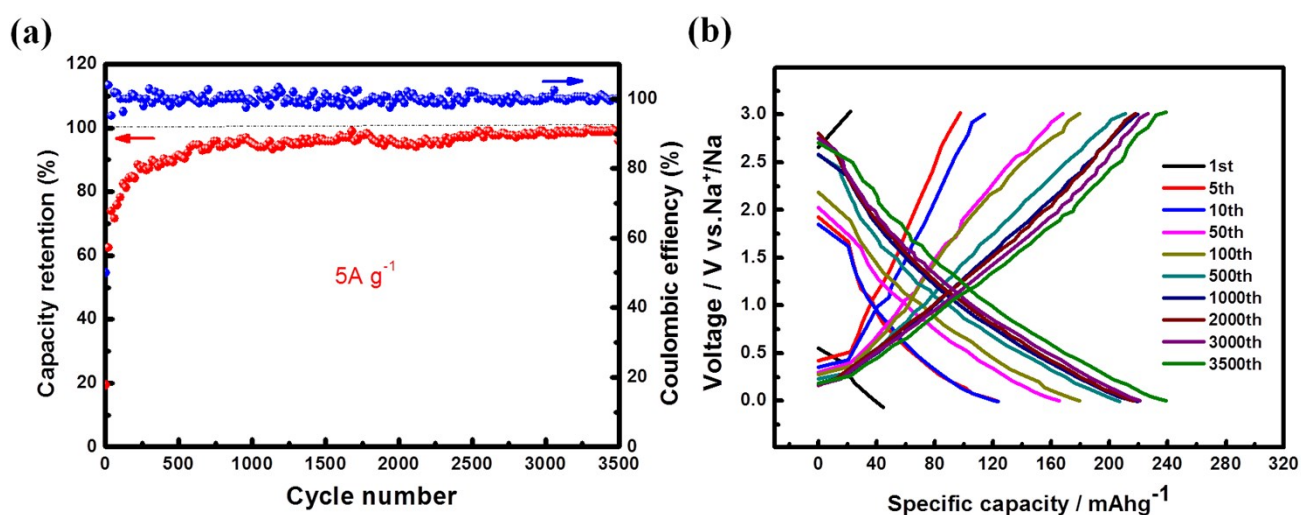 (a)
Capacity retention (%)
120
100
80
60
40
20
0
5A g-1
100
80
60
40
20
0
Coulombic effiency (%)
0 500 1000 1500 2000 2500 3000 3500
Cycle number
(b)
Voltage / V vs.Na+/Na
3.0
2.5
2.0
1.5
1.0
0.5
0.0
1st
5th
10th
50th
100th
500th
1000th
2000th
3000th
3500th
0 40 80 120 160 200 240 280 320
Specific capacity / mAhg-1